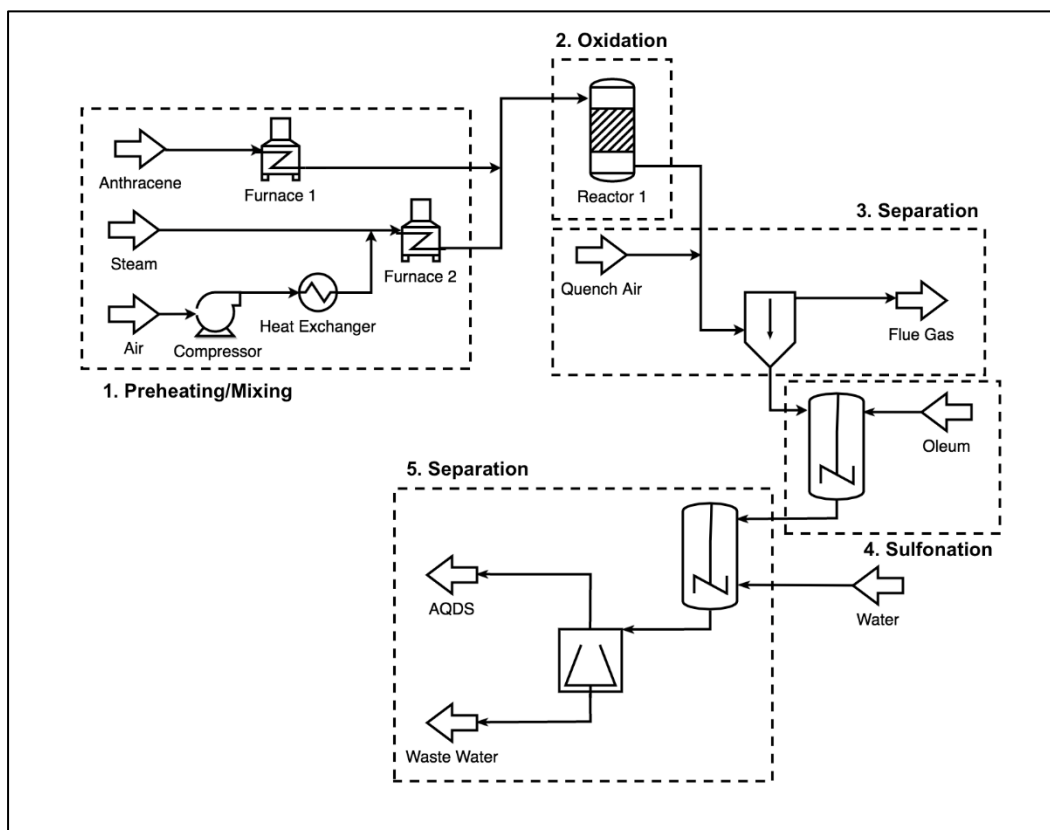 2. Oxidation
Anthracene
Furnace 1
Reactor 1
3. Separation
Steam
Furnace 2
Quench Air
Air
Compressor
Heat Exchanger
Flue Gas
1. Preheating/Mixing
Oleum
5. Separation
4. Sulfonation
AQDS
Water
Waste Water